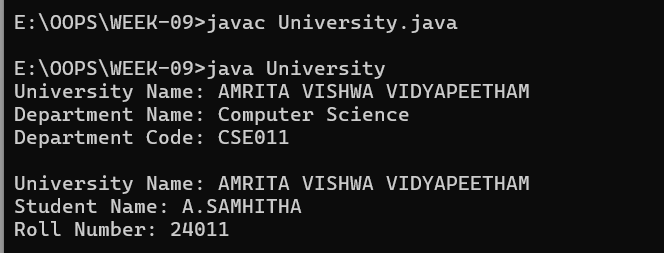 E:\OOPS\WEEK-09>javac University.java
E:\OOPS\WEEK-09>java University
University Name: AMRITA VISHWA VIDYAPEETHAM
Department Name: Computer Science
Department Code: CSE011
University Name: AMRITA VISHWA VIDYAPEETHAM
Student Name: A.SAMHITHA
Roll Number: 24011